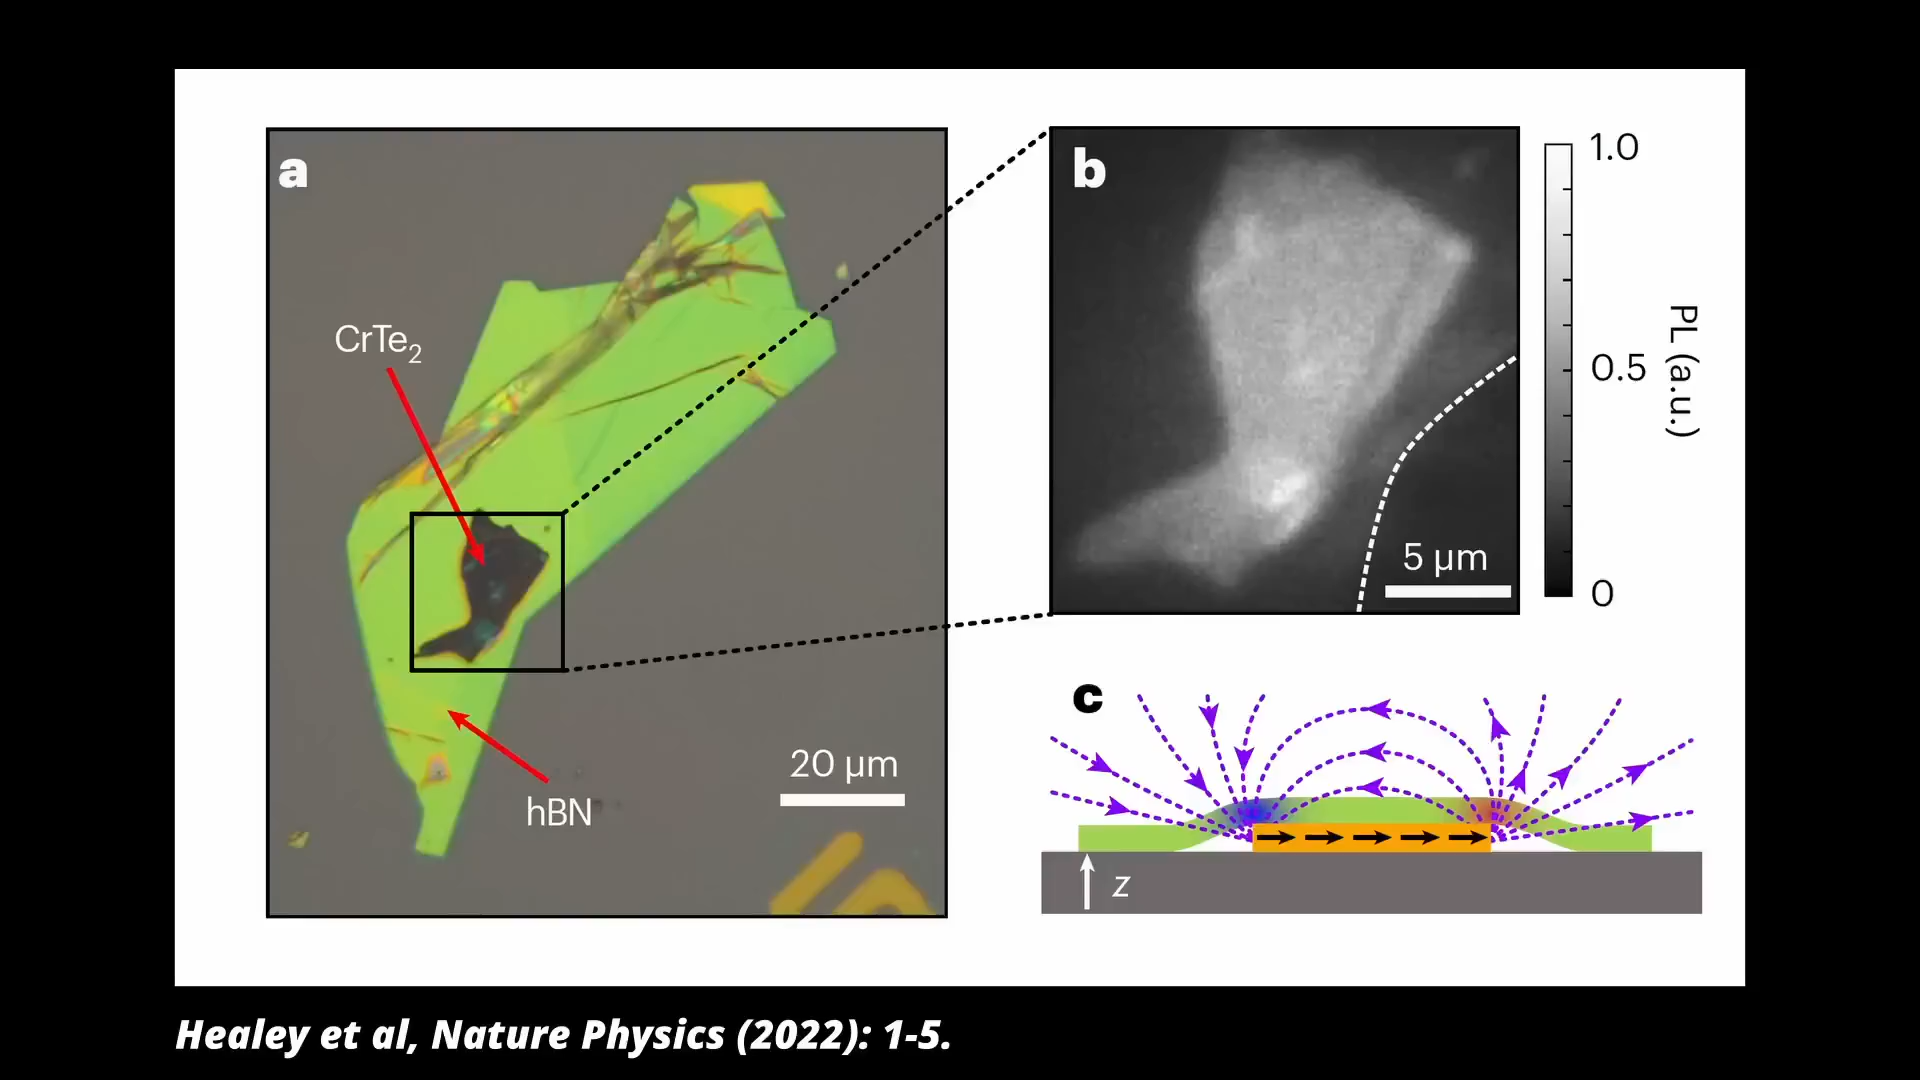 a
CrTe₂
hBN
20 μm
b
5 μm
1.0
0.5
0
PL (a.u.)
c
z
Healey et al, Nature Physics (2022): 1-5.